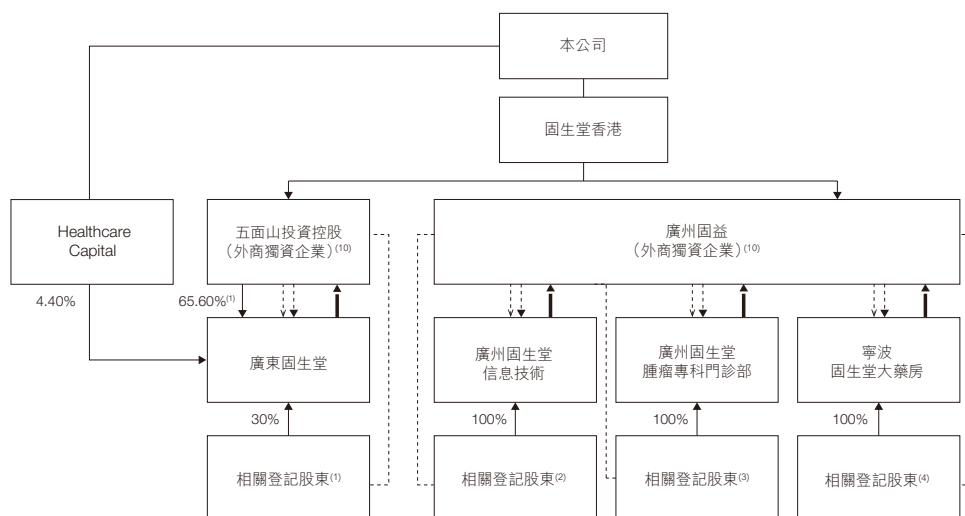 本公司
固生堂香港
Healthcare
Capital
五面山投資控股
（外商獨資企業）(10)
廣州固益
（外商獨資企業）(10)
4.40%
65.60%(1)
廣東固生堂
廣州固生堂
信息技術
廣州固生堂
腫瘤專科門診部
寧波
固生堂大藥房
30%
100%
100%
100%
相關登記股東(1)
相關登記股東(2)
相關登記股東(3)
相關登記股東(4)